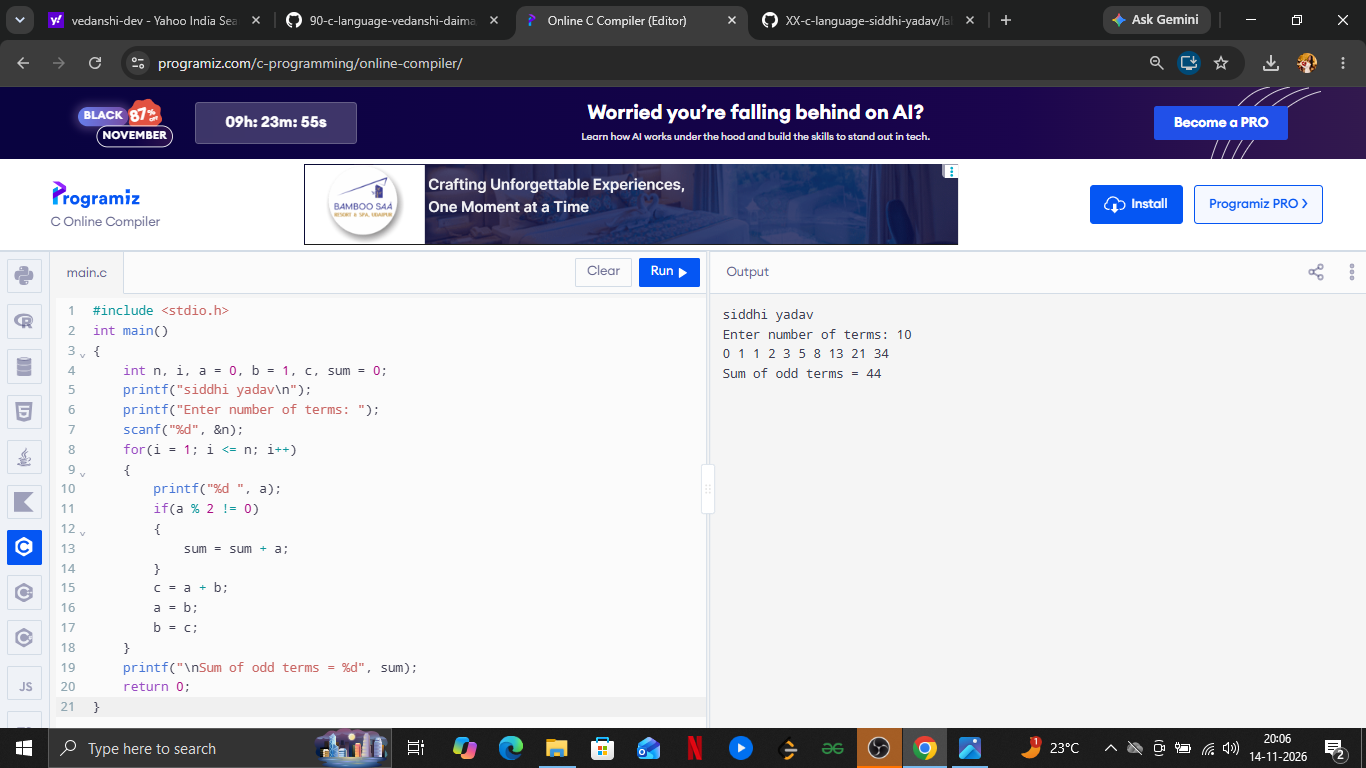 vedanshi-dev - Yahoo India Sea
90-c-language-vedanshi-daima
Online C Compiler (Editor)
XX-c-language-siddhi-yadav/la
Ask Gemini
programiz.com/c-programming/online-compiler/
BLACK 87% OFF
NOVEMBER
09h: 23m: 55s
Worried you’re falling behind on AI?
Learn how AI works under the hood and build the skills to stand out in tech.
Become a PRO
Programiz
C Online Compiler
BAMBOO SAA
RESORT & SPA, UDAIPUR
Crafting Unforgettable Experiences,
One Moment at a Time
Install
Programiz PRO >
main.c
Clear
Run
Output
1 #include <stdio.h>
2 int main()
3 {
4     int n, i, a = 0, b = 1, c, sum = 0;
5     printf("siddhi yadav\n");
6     printf("Enter number of terms: ");
7     scanf("%d", &n);
8     for(i = 1; i <= n; i++)
9     {
10         printf("%d ", a);
11         if(a % 2 != 0)
12         {
13             sum = sum + a;
14         }
15         c = a + b;
16         a = b;
17         b = c;
18     }
19     printf("\nSum of odd terms = %d", sum);
20     return 0;
21 }
siddhi yadav
Enter number of terms: 10
0 1 1 2 3 5 8 13 21 34
Sum of odd terms = 44
JS
Type here to search
1
23°C
20:06
14-11-2026
2